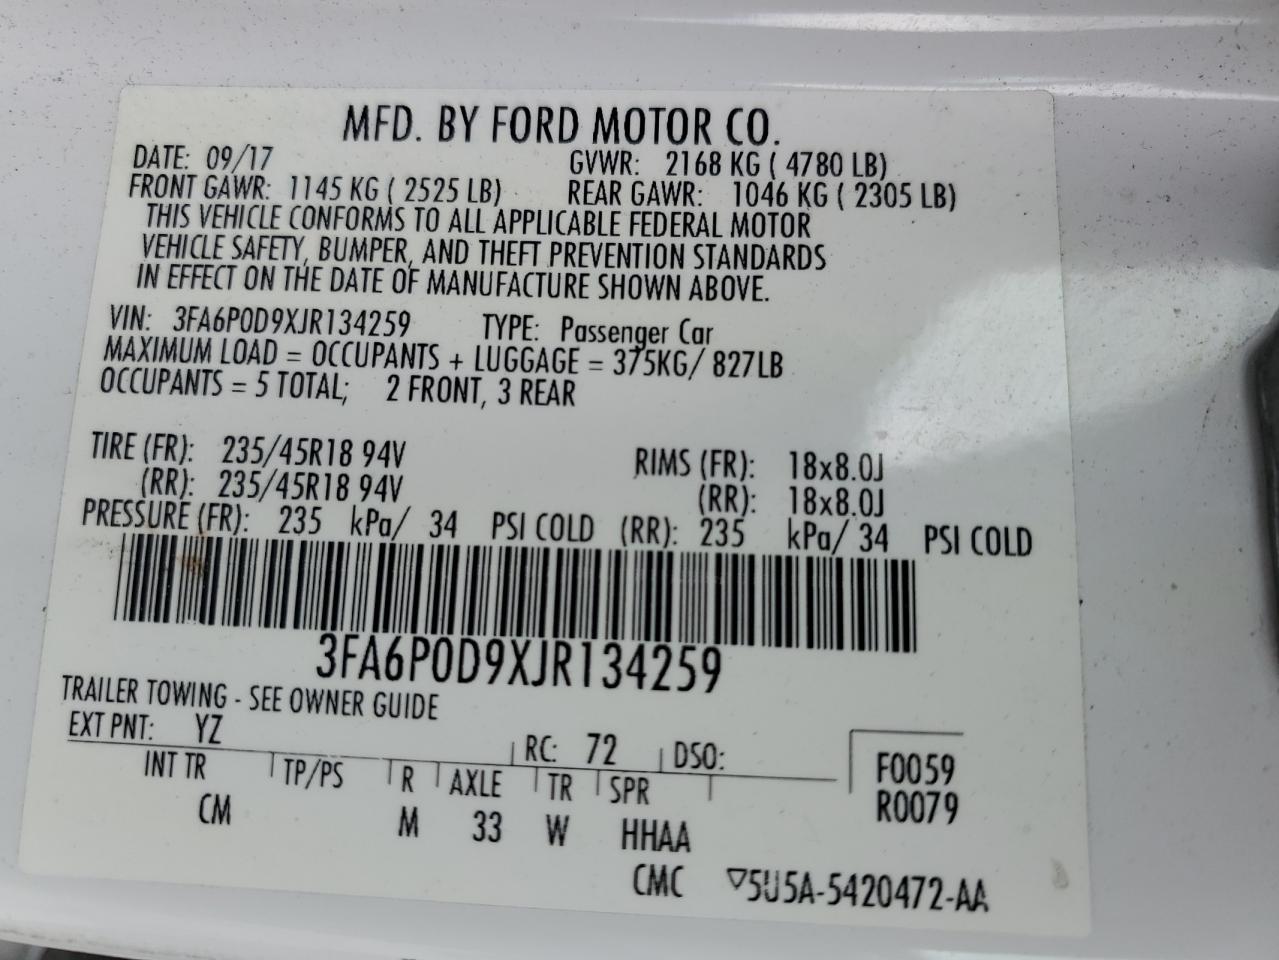 MFD. BY FORD MOTOR CO.
DATE: 09/17 GVWR: 2168 KG ( 4780 LB)
FRONT GAWR: 1145 KG ( 2525 LB) REAR GAWR: 1046 KG ( 2305 LB)
THIS VEHICLE CONFORMS TO ALL APPLICABLE FEDERAL MOTOR
VEHICLE SAFETY, BUMPER, AND THEFT PREVENTION STANDARDS
IN EFFECT ON THE DATE OF MANUFACTURE SHOWN ABOVE.
VIN: 3FA6P0D9XJR134259 TYPE: Passenger Car
MAXIMUM LOAD = OCCUPANTS + LUGGAGE = 375KG/ 827LB
OCCUPANTS = 5 TOTAL; 2 FRONT, 3 REAR
TIRE (FR): 235/45R18 94V RIMS (FR): 18x8.0J
(RR): 235/45R18 94V (RR): 18x8.0J
PRESSURE (FR): 235 kPa/ 34 PSI COLD (RR): 235 kPa/ 34 PSI COLD
3FA6P0D9XJR134259
TRAILER TOWING - SEE OWNER GUIDE
EXT PNT: YZ RC: 72 DSO: F0059
INT TR TP/PS R AXLE TR SPR R0079
CM M 33 W HHAA
CMC ▽5U5A-5420472-AA